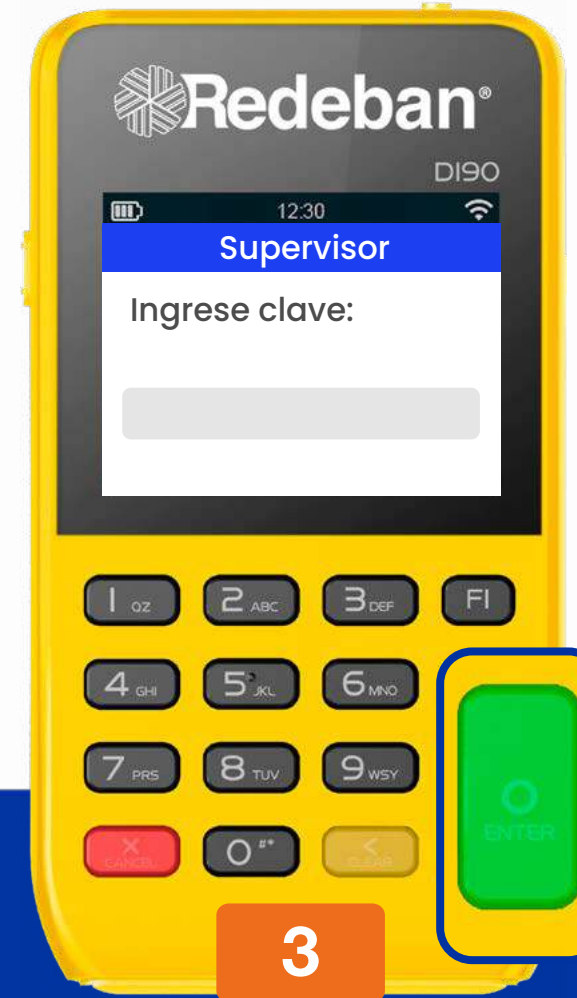 Redeban®
DI90
12:30
Supervisor
Ingrese clave:
1 QZ 2 ABC 3 DEF FI
4 GHI 5 JKL 6 MNO
7 PRS 8 TUV 9 WSY
CANCEL 0 #* CLEAR ENTER
3